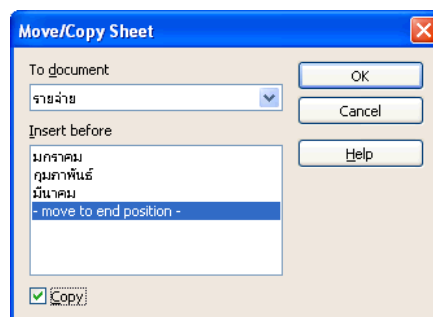 Move/Copy Sheet
To document
รายจ่าย
Insert before
มกราคม
กุมภาพันธ์
มีนาคม
- move to end position -
Copy
OK
Cancel
Help